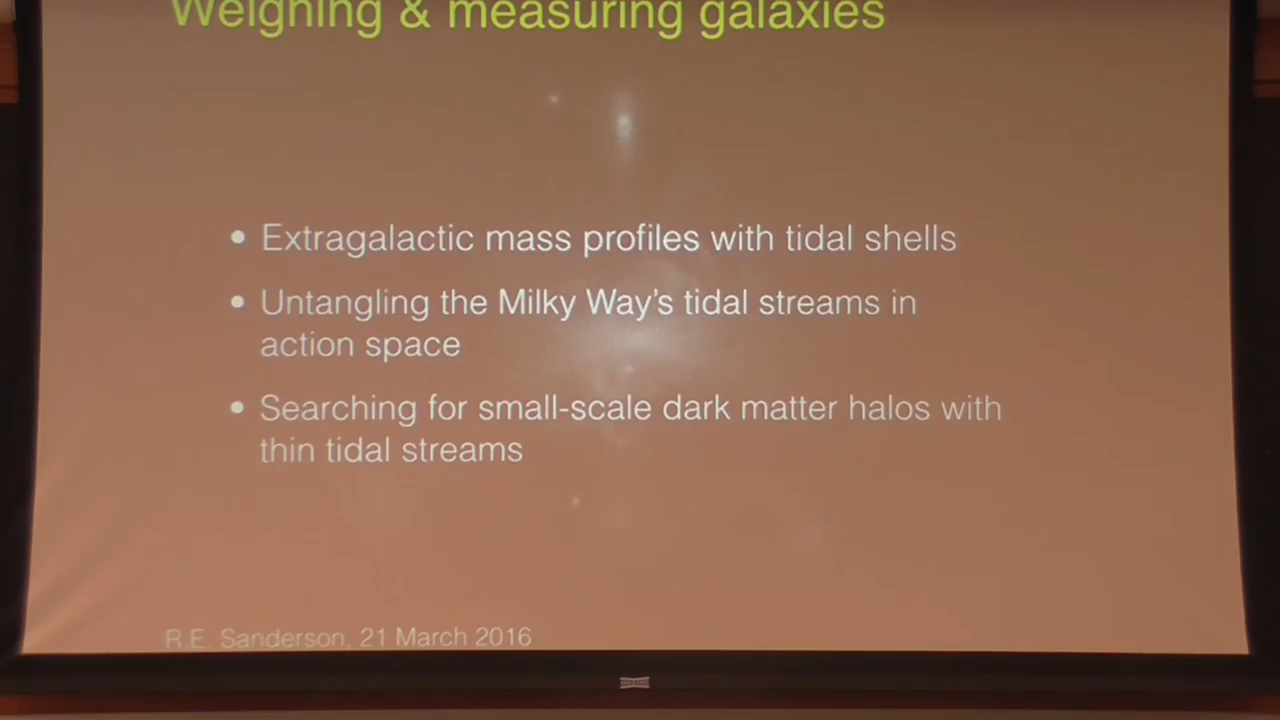 Weighing & measuring galaxies
• Extragalactic mass profiles with tidal shells
• Untangling the Milky Way's tidal streams in
action space
• Searching for small-scale dark matter halos with
thin tidal streams
R.E. Sanderson, 21 March 2016